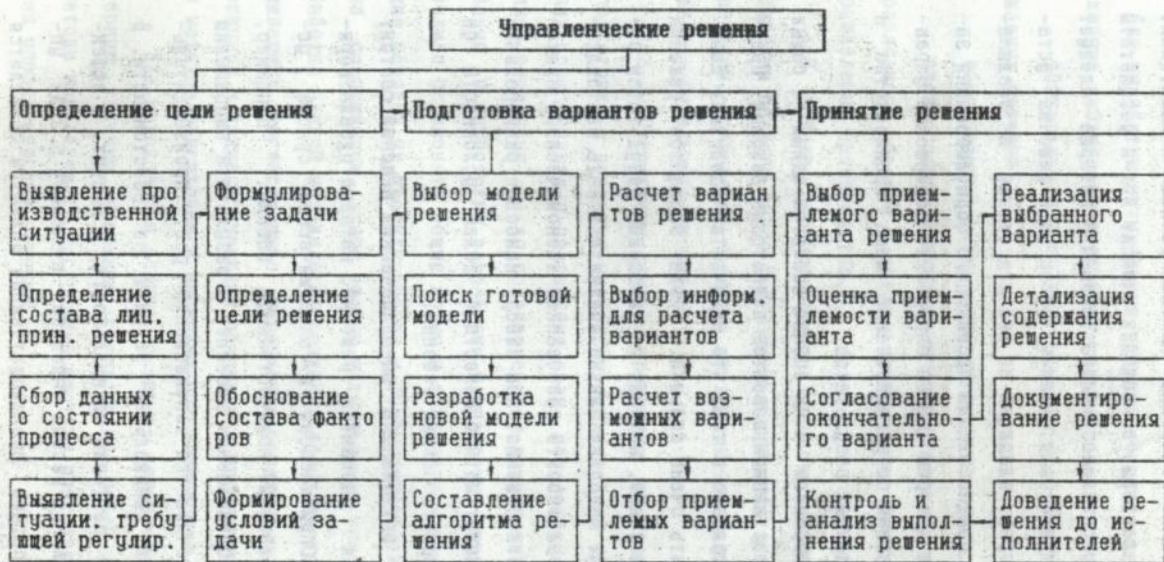 Управленческие решения
Определение цели решения
Подготовка вариантов решения
Принятие решения
Выявление про
изводственной
ситуации
Формулирова-
ние задачи
Выбор модели
решения
Расчет вариан
тов решения
Выбор прием-
лемого вари-
анта решения
Реализация
выбранного
варианта
Определение
состава лиц,
прин. решения
Определение
цели решения
Поиск готовой
модели
Выбор информ.
для расчета
вариантов
Оценка прием-
лемости вари-
анта
Детализация
содержания
решения
Сбор данных
о состоянии
процесса
Обоснование
состава факто
ров
Разработка
новой модели
решения
Расчет воз-
можных вари-
антов
Согласование
окончательно-
го варианта
Документиро-
вание решения
Выявление си-
туации, требу
ющей регулир.
Формирование
условий за-
дачи
Составление
алгоритма ре-
шения
Отбор прием-
лемых вариан-
тов
Контроль и
анализ выпол-
нения решения
Доведение ре-
шения до ис-
полнителей